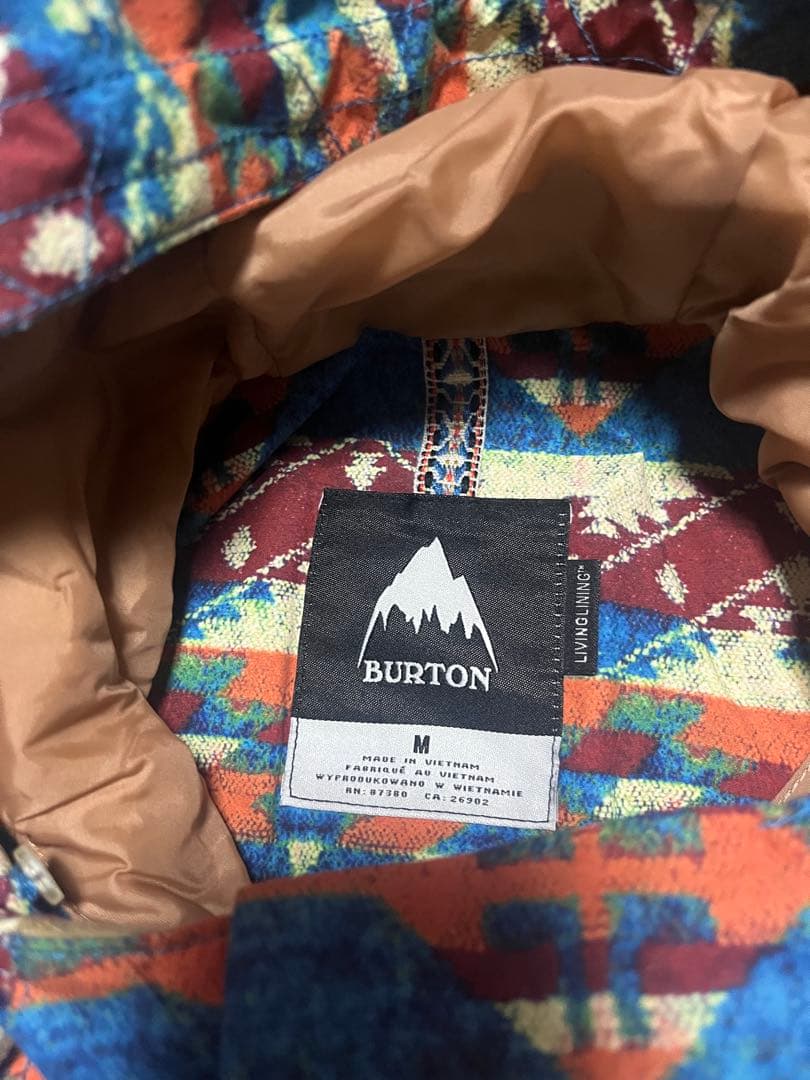 BURTON
LIVINGLINING™
M
MADE IN VIETNAM
FABRIQUÉ AU VIETNAM
WYPRODUKOWANO W WIETNAMIE
RN: 87380 CA: 26902